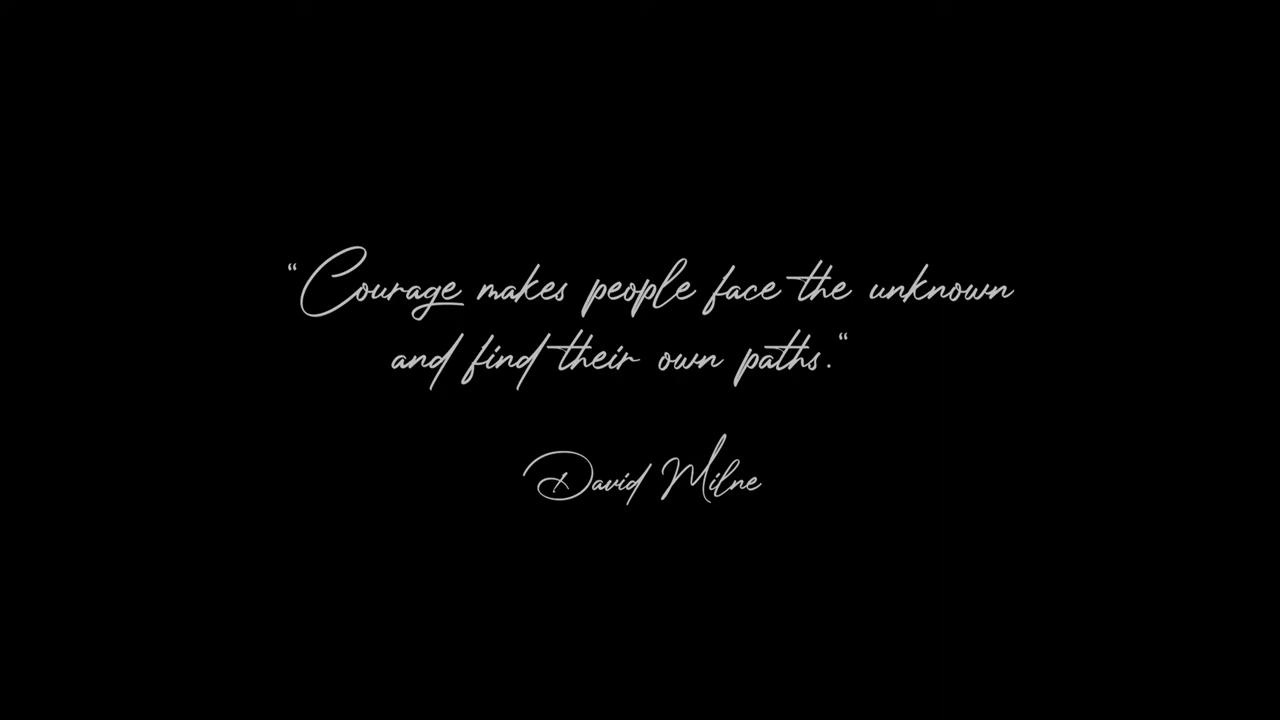 “Courage makes people face the unknown
and find their own paths.“
David Milne